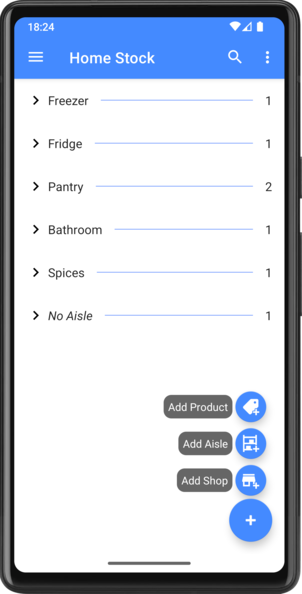 18:24
Home Stock
Freezer 1
Fridge 1
Pantry 2
Bathroom 1
Spices 1
No Aisle 1
Add Product
Add Aisle
Add Shop